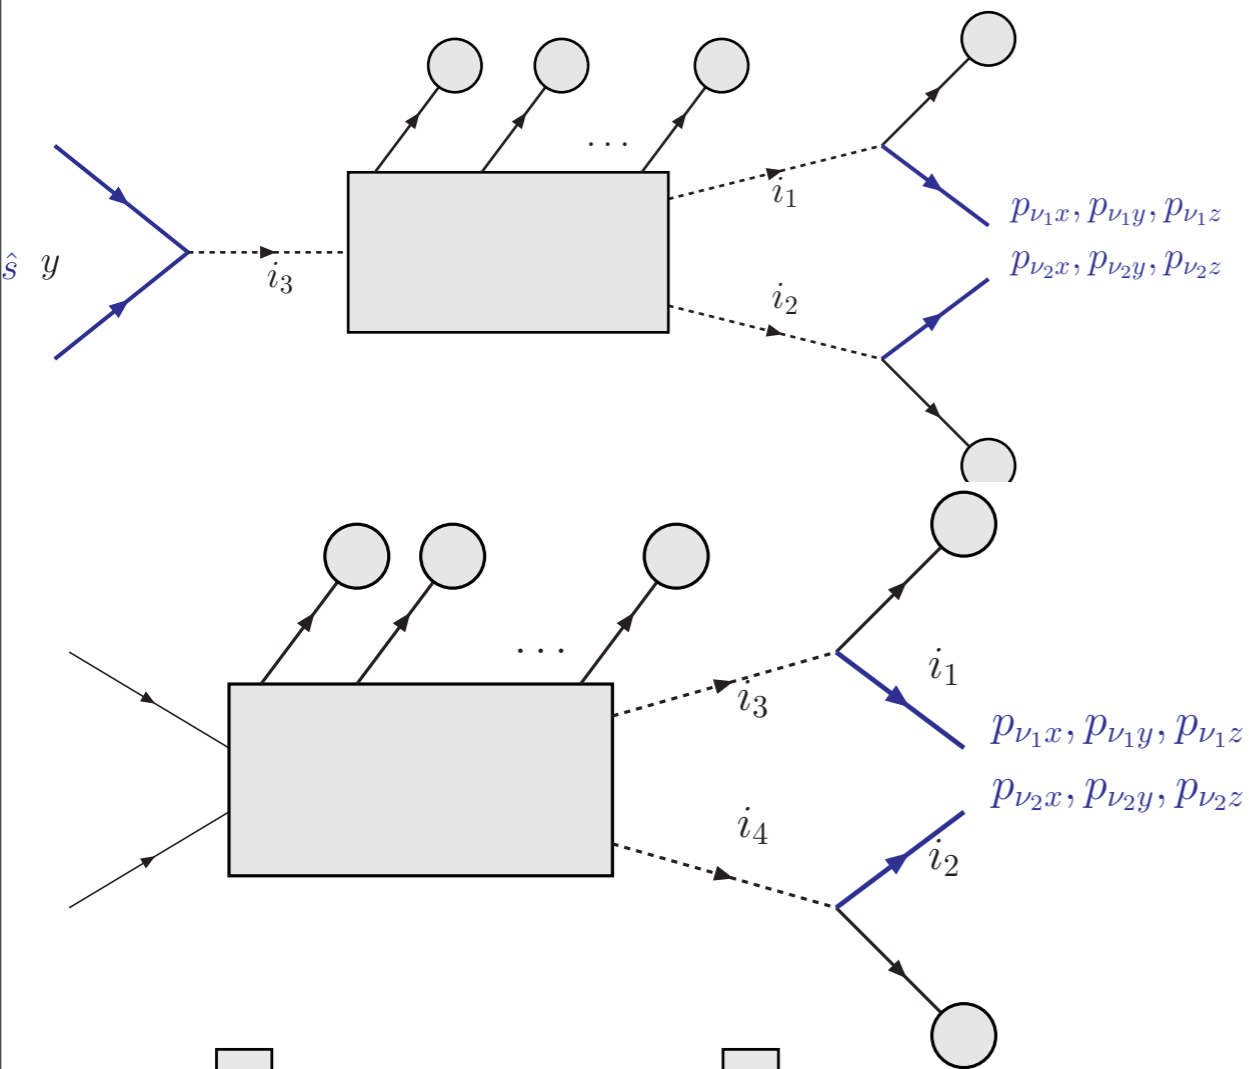 . . .
i₁
p_{ν₁x}, p_{ν₁y}, p_{ν₁z}
ŝ y
i₃
p_{ν₂x}, p_{ν₂y}, p_{ν₂z}
i₂
. . .
i₁
i₃
p_{ν₁x}, p_{ν₁y}, p_{ν₁z}
p_{ν₂x}, p_{ν₂y}, p_{ν₂z}
i₄
i₂